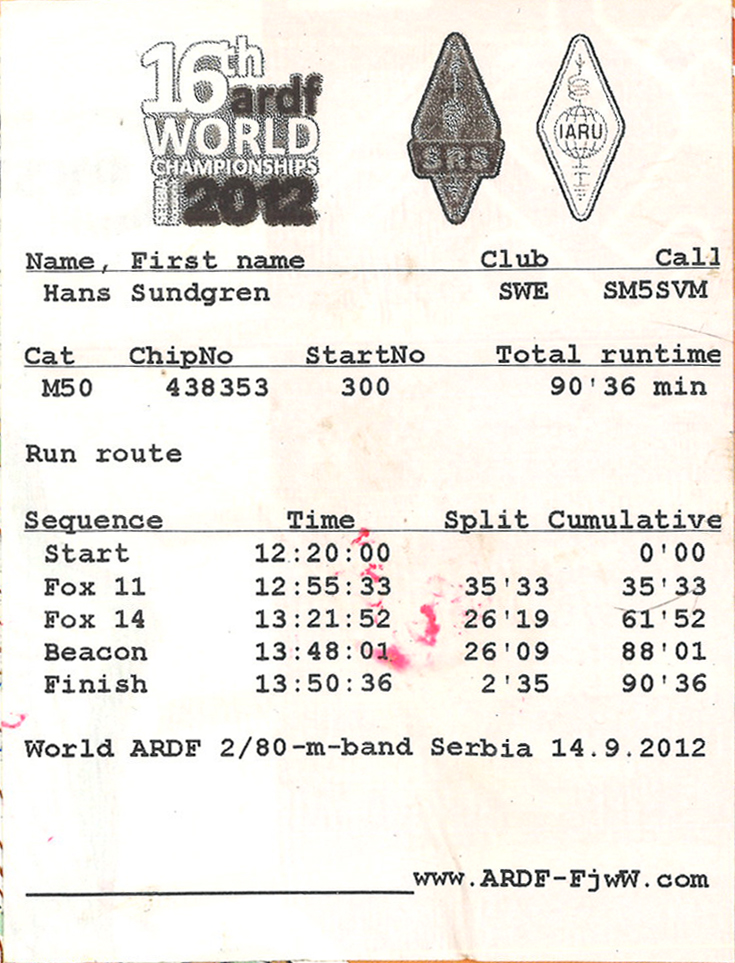 16th
ardf
WORLD
CHAMPIONSHIPS
2012
SRS
IARU
Name, First name Club Call
Hans Sundgren SWE SM5SVM
Cat ChipNo StartNo Total runtime
M50 438353 300 90'36 min
Run route
Sequence Time Split Cumulative
Start 12:20:00 0'00
Fox 11 12:55:33 35'33 35'33
Fox 14 13:21:52 26'19 61'52
Beacon 13:48:01 26'09 88'01
Finish 13:50:36 2'35 90'36
World ARDF 2/80-m-band Serbia 14.9.2012
www.ARDF-FjwW.com